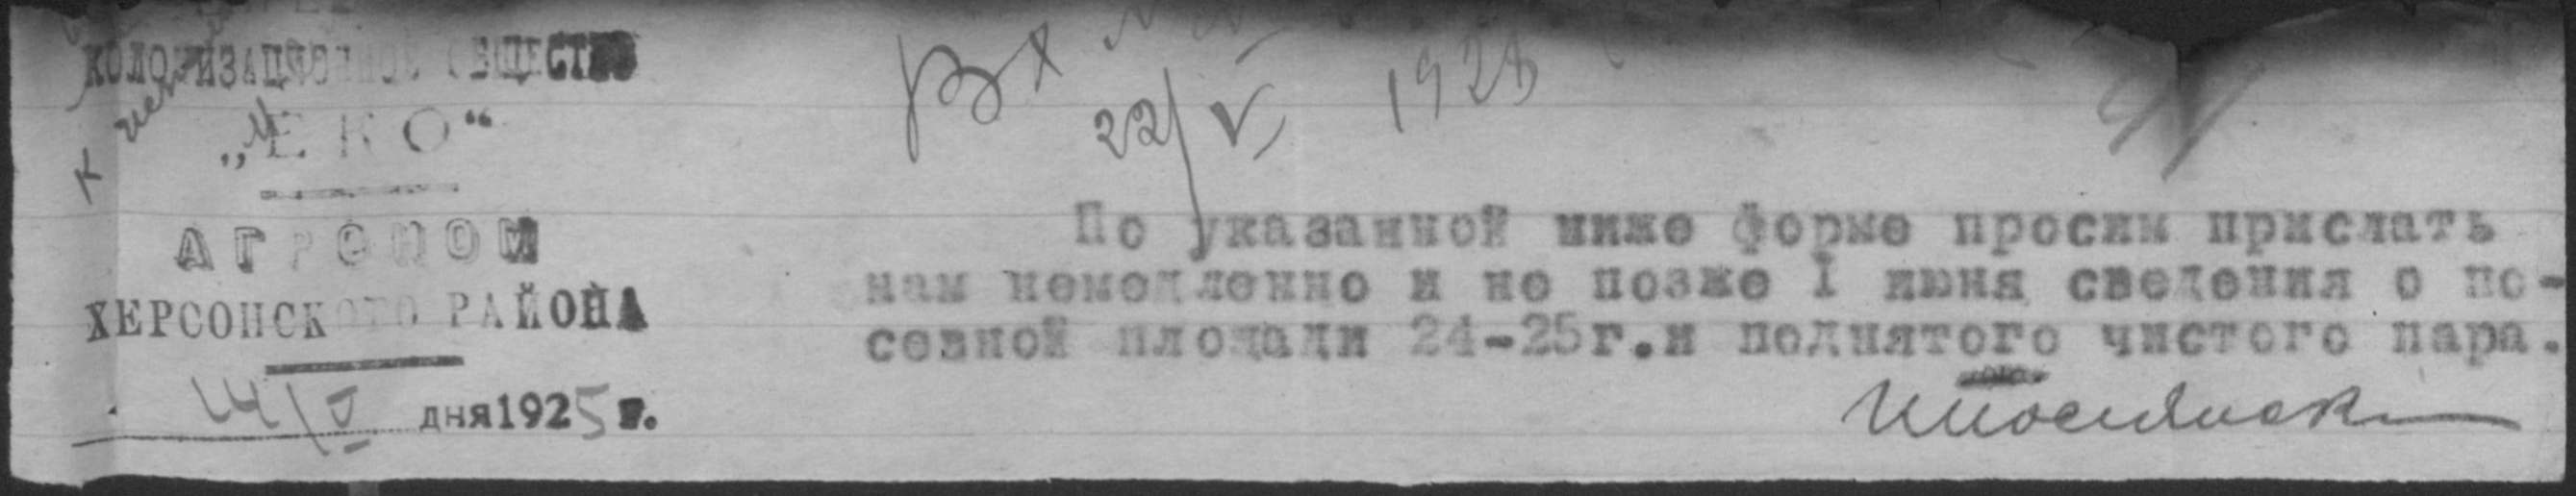 КОЛОНИЗАЦИОННОЕ ОБЩЕСТВО
„ЕКО“
АГРОНОМ
ХЕРСОНСКОГО РАЙОНА
14/V дня 1925 г.
Вх
22/V 1925
По указанной ниже форме просим прислать
нам немедленно и не позже I июня сведения о по-
севной площади 24-25г.и поднятого чистого пара.